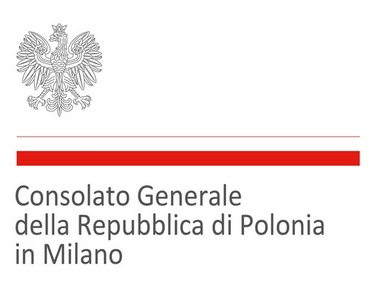 Consolato Generale
della Repubblica di Polonia
in Milano